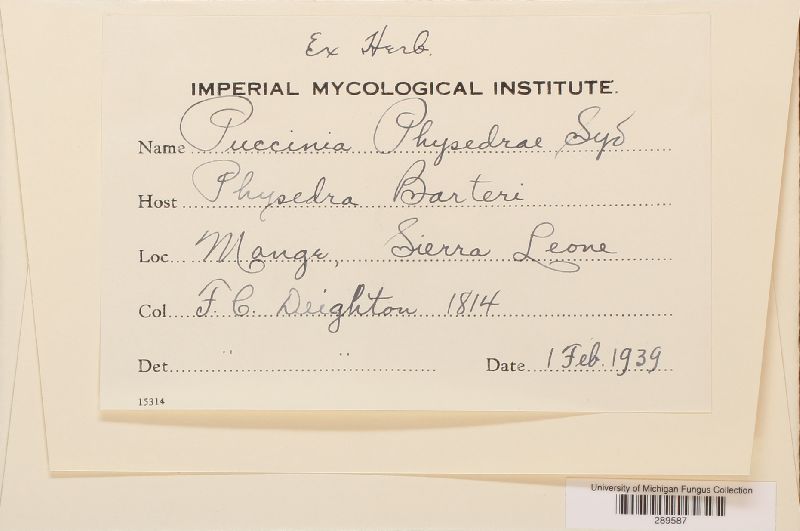 Ex Herb.
IMPERIAL MYCOLOGICAL INSTITUTE.
Name Puccinia Physedrae Syd
Host Physedra Barteri
Loc. Mange, Sierra Leone
Col. F. C. Deighton 1814
Det. " "
Date 1 Feb. 1939
15314
University of Michigan Fungus Collection
289587